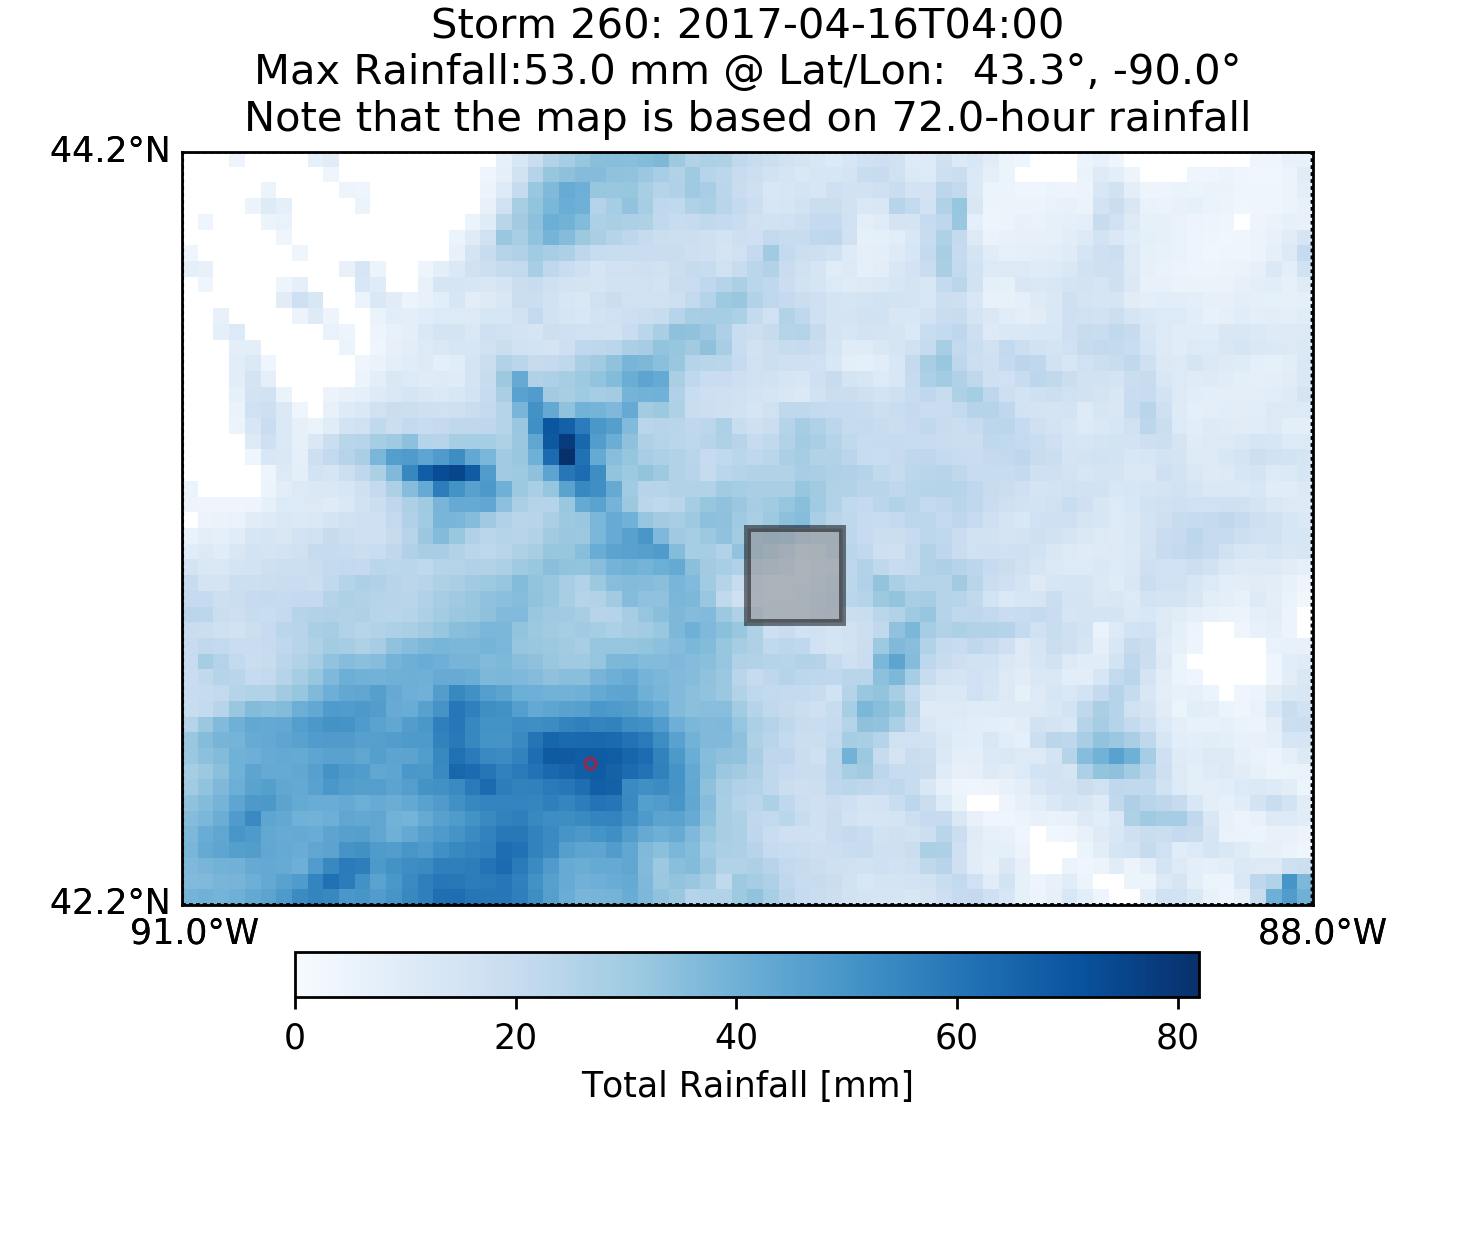 Storm 260: 2017-04-16T04:00
Max Rainfall:53.0 mm @ Lat/Lon:  43.3°, -90.0°
Note that the map is based on 72.0-hour rainfall
44.2°N
42.2°N
91.0°W
88.0°W
0 20 40 60 80
Total Rainfall [mm]